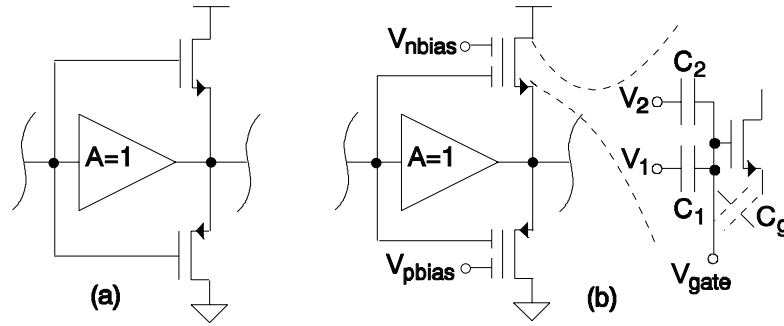 A=1
(a)
Vnbias
A=1
Vpbias
(b)
C2
V2
V1
C1
Cg
Vgate